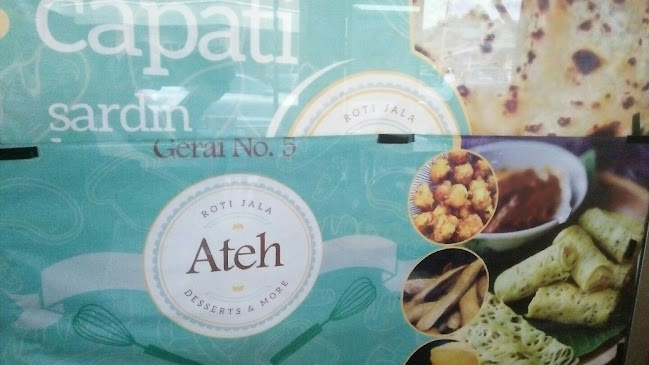 capati
sardin
ROTI JALA
Gerai No. 5
ROTI JALA
Ateh
DESSERTS & MORE